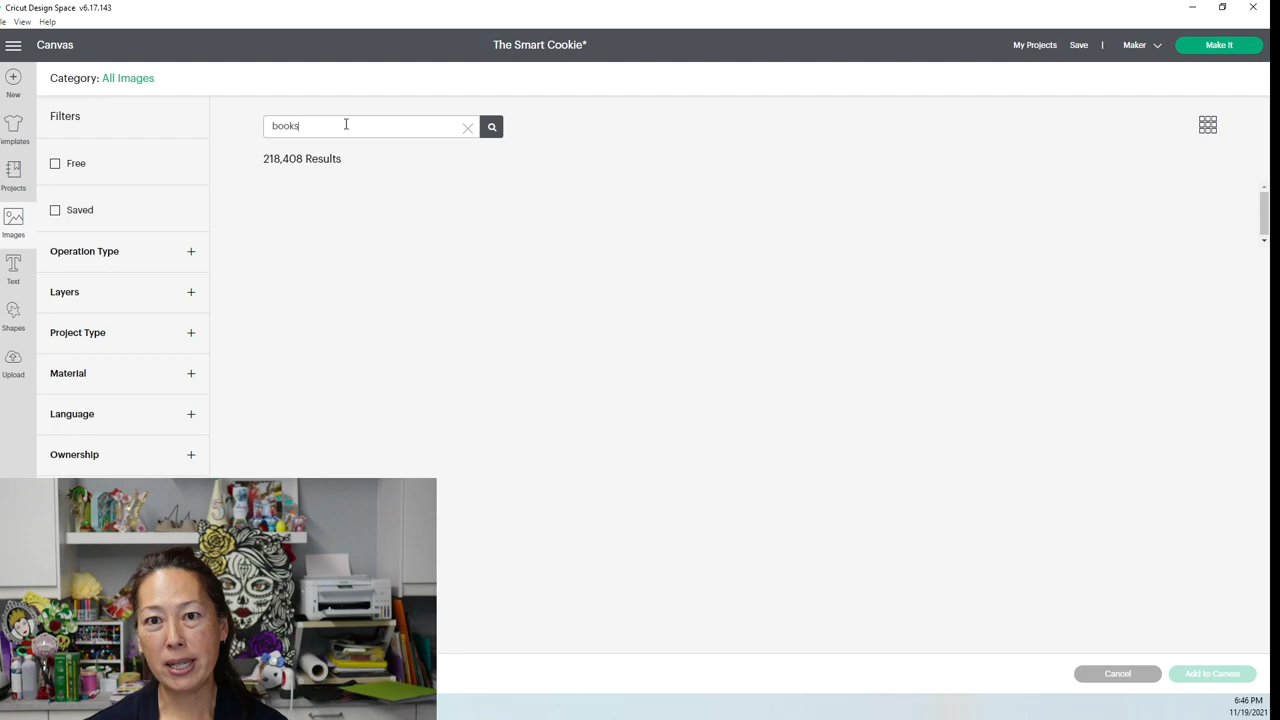 Cricut Design Space v6.17.143
le View Help
Canvas
The Smart Cookie*
My Projects Save | Maker Make It
Category: All Images
New
Templates
Projects
Images
Text
Shapes
Upload
Filters
Free
Saved
Operation Type +
Layers +
Project Type +
Material +
Language +
Ownership +
books
218,408 Results
Cancel Add to Canvas
6:46 PM
11/19/2021